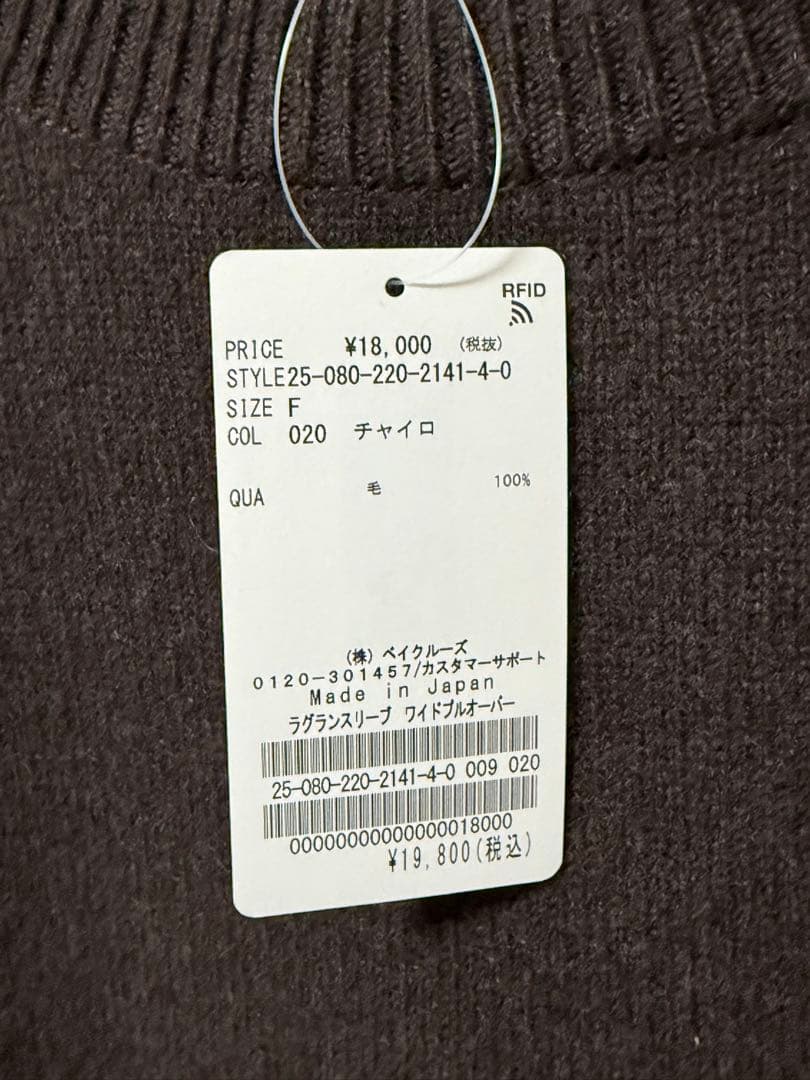 RFID
PRICE ¥18,000 (税抜)
STYLE25-080-220-2141-4-0
SIZE F
COL 020 チャイロ
QUA 毛 100%
(株) ベイクルーズ
0120-301457/カスタマーサポート
Made in Japan
ラグランスリーブ ワイドプルオーバー
25-080-220-2141-4-0 009 020
00000000000000018000
¥19,800(税込)